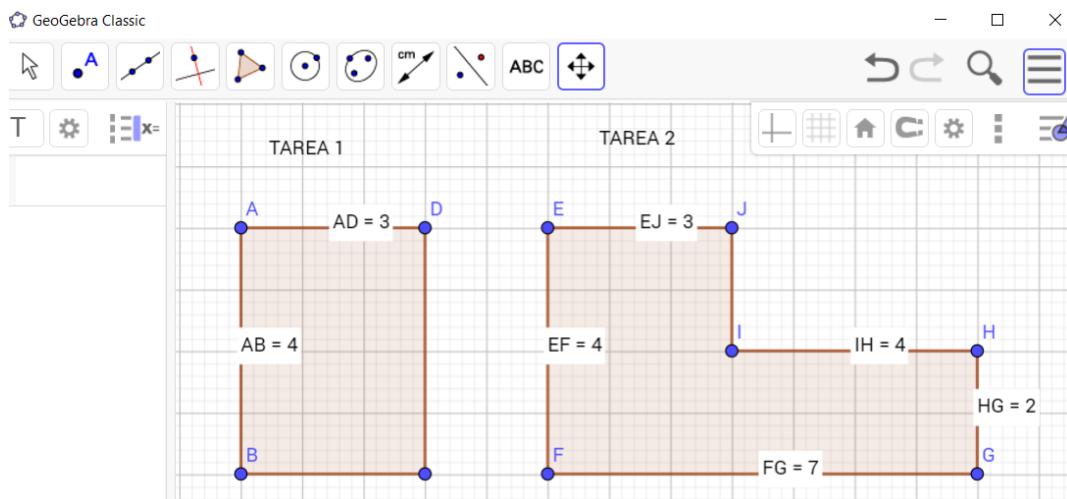 GeoGebra Classic
A
cm
ABC
T
x=
TAREA 1
TAREA 2
A
AD = 3
D
E
EJ = 3
J
AB = 4
EF = 4
I
IH = 4
H
HG = 2
B
F
FG = 7
G